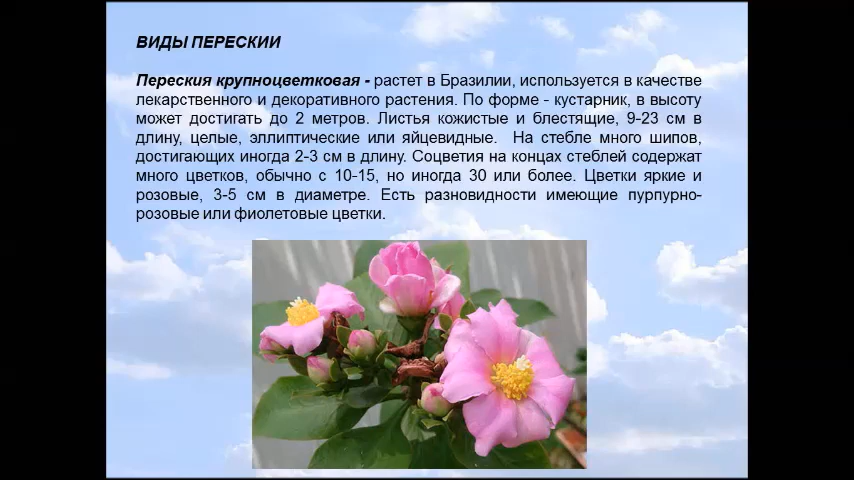 ВИДЫ ПЕРЕСКИИ
Переския крупноцветковая - растет в Бразилии, используется в качестве
лекарственного и декоративного растения. По форме - кустарник, в высоту
может достигать до 2 метров. Листья кожистые и блестящие, 9-23 см в
длину, целые, эллиптические или яйцевидные. На стебле много шипов,
достигающих иногда 2-3 см в длину. Соцветия на концах стеблей содержат
много цветков, обычно с 10-15, но иногда 30 или более. Цветки яркие и
розовые, 3-5 см в диаметре. Есть разновидности имеющие пурпурно-
розовые или фиолетовые цветки.